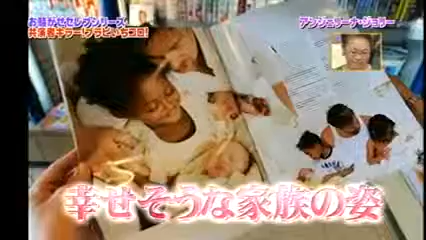 お騒がせセレブシリーズ
共演者キラー!ブラピいちコロ!
アンジェリーナ・ジョリー
幸せそうな家族の姿